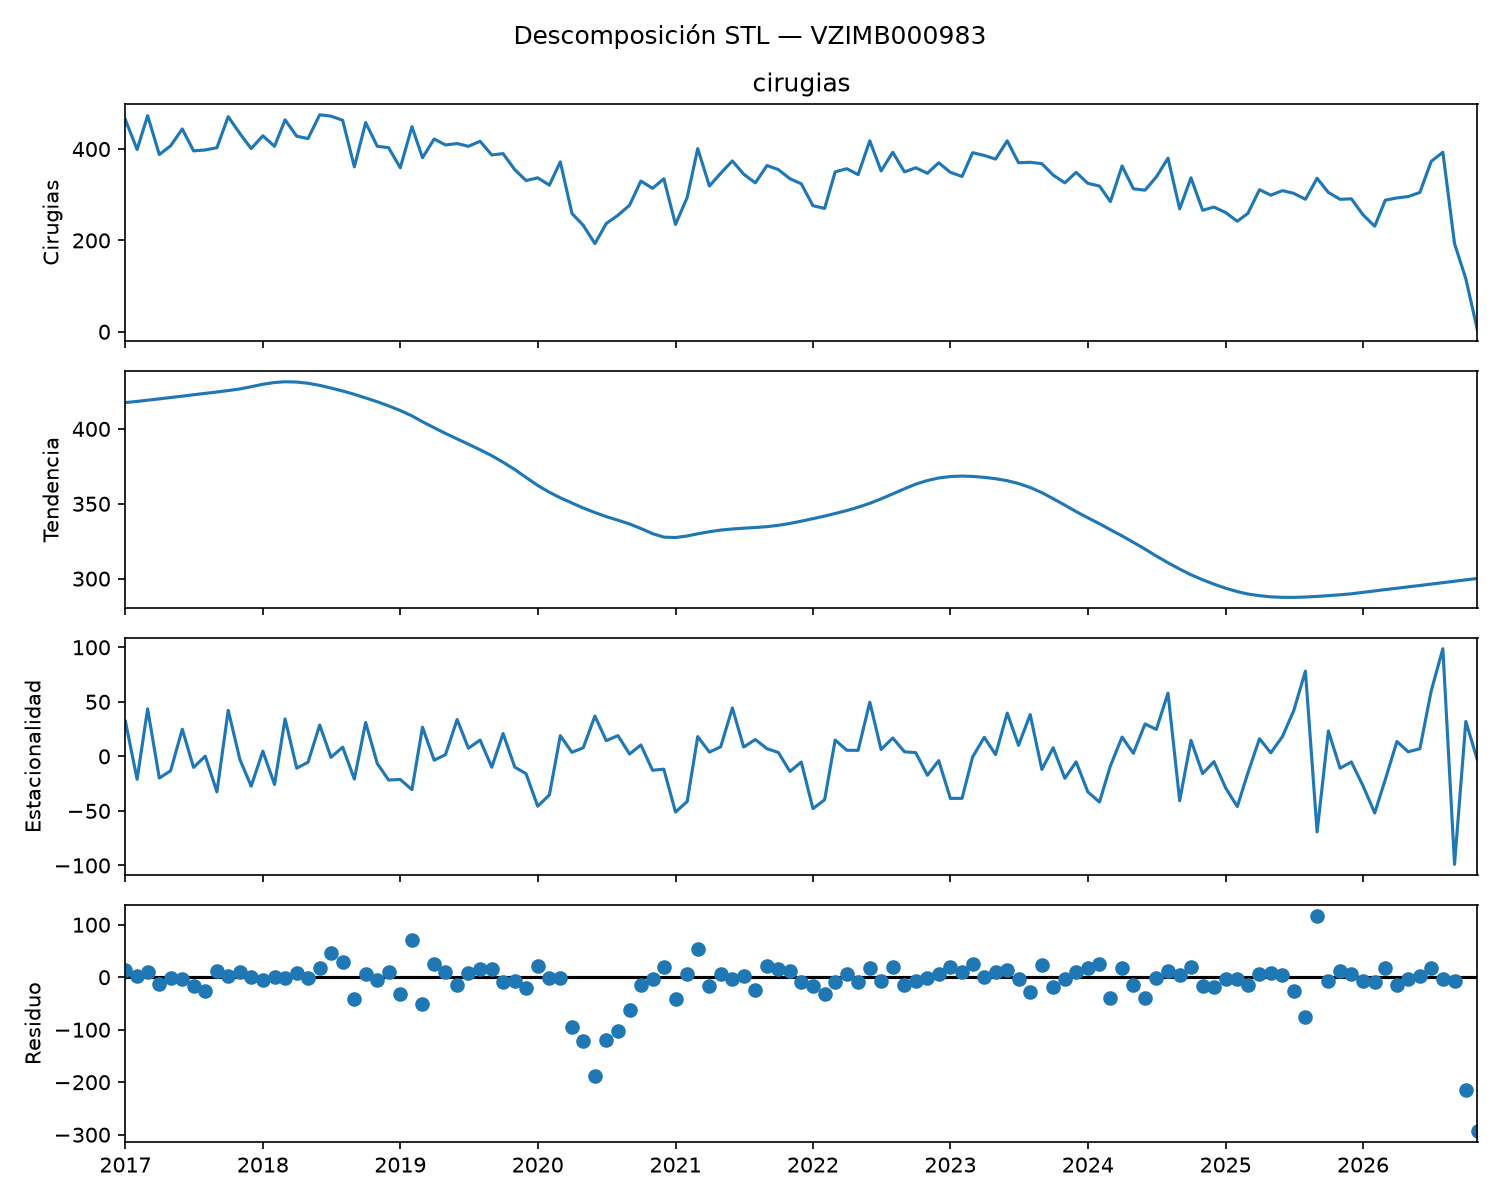 Descomposición STL — VZIMB000983
cirugias
400
200
0
Cirugias
400
350
300
Tendencia
100
50
0
−50
−100
Estacionalidad
100
0
−100
−200
−300
Residuo
2017 2018 2019 2020 2021 2022 2023 2024 2025 2026